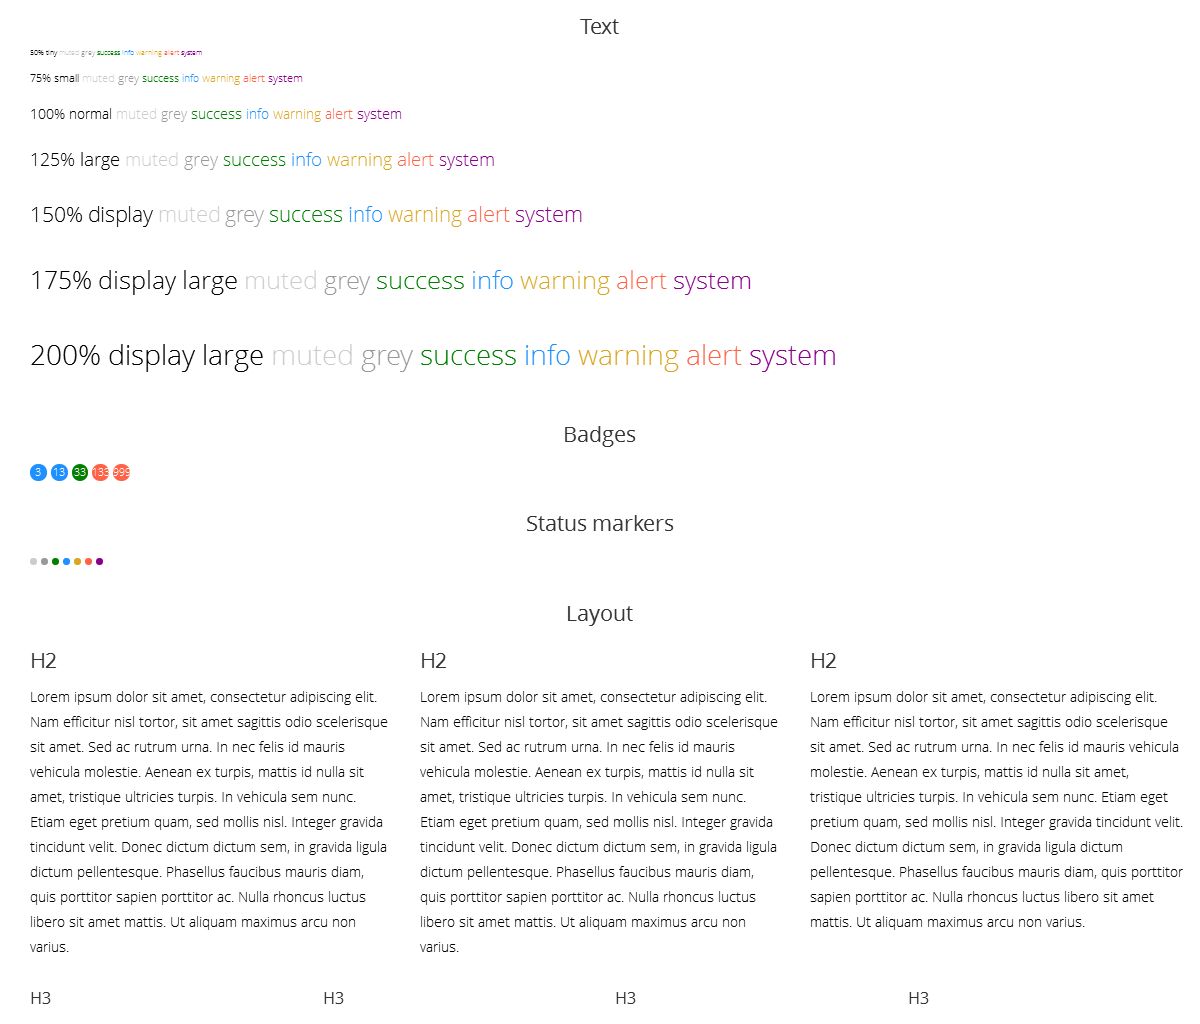 Text
50% tiny muted grey success info warning alert system
75% small muted grey success info warning alert system
100% normal muted grey success info warning alert system
125% large muted grey success info warning alert system
150% display muted grey success info warning alert system
175% display large muted grey success info warning alert system
200% display large muted grey success info warning alert system
Badges
3 13 33 133 999
Status markers
Layout
H2
Lorem ipsum dolor sit amet, consectetur adipiscing elit.
Nam efficitur nisl tortor, sit amet sagittis odio scelerisque
sit amet. Sed ac rutrum urna. In nec felis id mauris
vehicula molestie. Aenean ex turpis, mattis id nulla sit
amet, tristique ultricies turpis. In vehicula sem nunc.
Etiam eget pretium quam, sed mollis nisl. Integer gravida
tincidunt velit. Donec dictum dictum sem, in gravida ligula
dictum pellentesque. Phasellus faucibus mauris diam,
quis porttitor sapien porttitor ac. Nulla rhoncus luctus
libero sit amet mattis. Ut aliquam maximus arcu non
varius.
H2
Lorem ipsum dolor sit amet, consectetur adipiscing elit.
Nam efficitur nisl tortor, sit amet sagittis odio scelerisque
sit amet. Sed ac rutrum urna. In nec felis id mauris
vehicula molestie. Aenean ex turpis, mattis id nulla sit
amet, tristique ultricies turpis. In vehicula sem nunc.
Etiam eget pretium quam, sed mollis nisl. Integer gravida
tincidunt velit. Donec dictum dictum sem, in gravida ligula
dictum pellentesque. Phasellus faucibus mauris diam,
quis porttitor sapien porttitor ac. Nulla rhoncus luctus
libero sit amet mattis. Ut aliquam maximus arcu non
varius.
H2
Lorem ipsum dolor sit amet, consectetur adipiscing elit.
Nam efficitur nisl tortor, sit amet sagittis odio scelerisque
sit amet. Sed ac rutrum urna. In nec felis id mauris vehicula
molestie. Aenean ex turpis, mattis id nulla sit amet,
tristique ultricies turpis. In vehicula sem nunc. Etiam eget
pretium quam, sed mollis nisl. Integer gravida tincidunt velit.
Donec dictum dictum sem, in gravida ligula dictum
pellentesque. Phasellus faucibus mauris diam, quis porttitor
sapien porttitor ac. Nulla rhoncus luctus libero sit amet
mattis. Ut aliquam maximus arcu non varius.
H3 H3 H3 H3